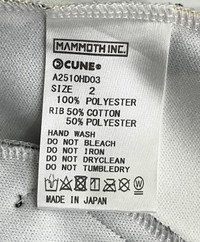 MAMMOTH INC.
CUNE®
A2510HD03
SIZE 2
100% POLYESTER
RIB 50% COTTON
50% POLYESTER
HAND WASH
DO NOT BLEACH
DO NOT IRON
DO NOT DRYCLEAN
DO NOT TUMBLEDRY
MADE IN JAPAN